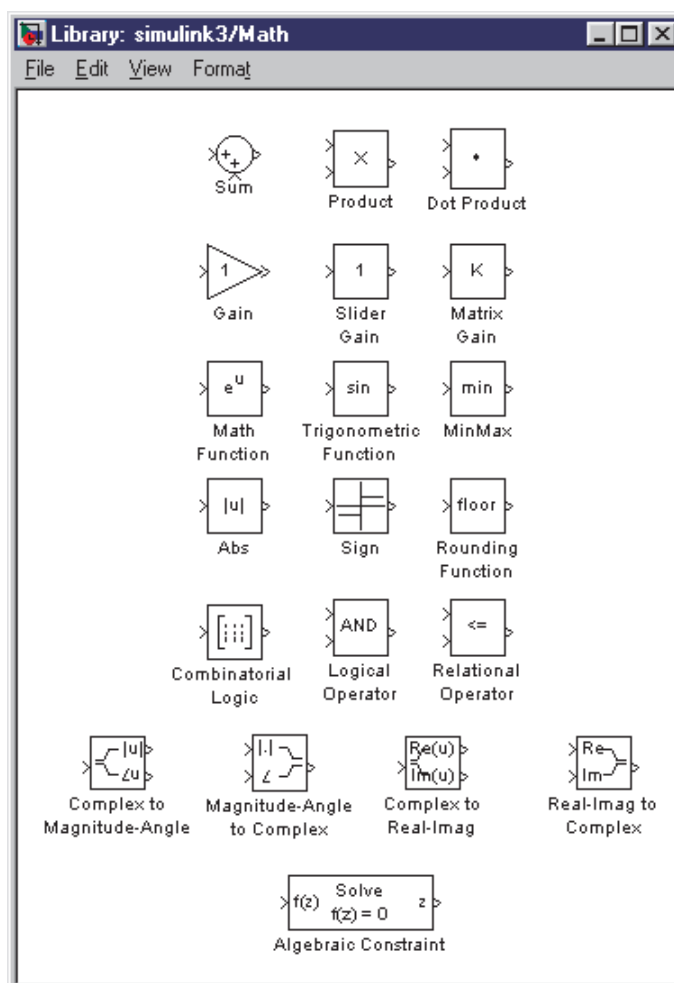 Library: simulink3/Math
File Edit View Format
+
+
Sum
×
Product
•
Dot Product
1
Gain
1
Slider
Gain
K
Matrix
Gain
e^u
Math
Function
sin
Trigonometric
Function
min
MinMax
|u|
Abs
Sign
floor
Rounding
Function
Combinatorial
Logic
AND
Logical
Operator
<=
Relational
Operator
|u|
∠u
Complex to
Magnitude-Angle
|.|
∠
Magnitude-Angle
to Complex
Re(u)
Im(u)
Complex to
Real-Imag
Re
Im
Real-Imag to
Complex
f(z) Solve z
f(z) = 0
Algebraic Constraint